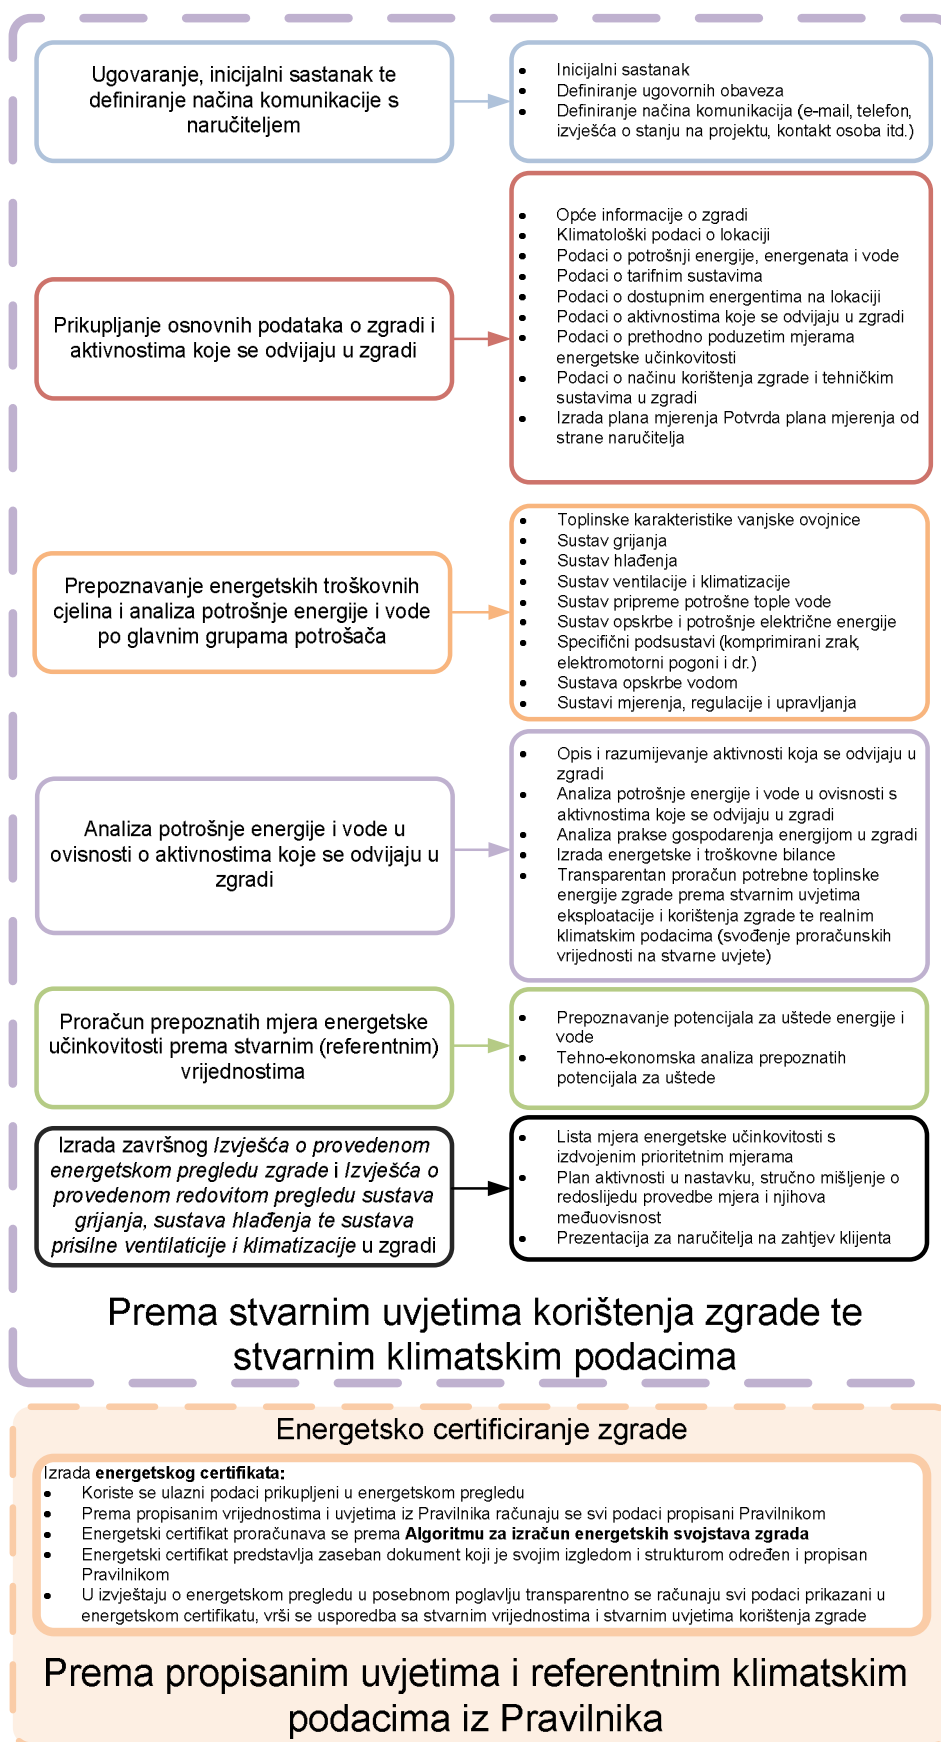 Ugovaranje, inicijalni sastanak te
definiranje načina komunikacije s
naručiteljem
Inicijalni sastanak
Definiranje ugovornih obaveza
Definiranje načina komunikacija (e-mail, telefon,
izvješća o stanju na projektu, kontakt osoba itd.)
Prikupljanje osnovnih podataka o zgradi i
aktivnostima koje se odvijaju u zgradi
Opće informacije o zgradi
Klimatološki podaci o lokaciji
Podaci o potrošnji energije, energenata i vode
Podaci o tarifnim sustavima
Podaci o dostupnim energentima na lokaciji
Podaci o aktivnostima koje se odvijaju u zgradi
Podaci o prethodno poduzetim mjerama
energetske učinkovitosti
Podaci o načinu korištenja zgrade i tehničkim
sustavima u zgradi
Izrada plana mjerenja Potvrda plana mjerenja od
strane naručitelja
Prepoznavanje energetskih troškovnih
cjelina i analiza potrošnje energije i vode
po glavnim grupama potrošača
Toplinske karakteristike vanjske ovojnice
Sustav grijanja
Sustav hlađenja
Sustav ventilacije i klimatizacije
Sustav pripreme potrošne tople vode
Sustav opskrbe i potrošnje električne energije
Specifični podsustavi (komprimirani zrak,
elektromotorni pogoni i dr.)
Sustava opskrbe vodom
Sustavi mjerenja, regulacije i upravljanja
Analiza potrošnje energije i vode u
ovisnosti o aktivnostima koje se odvijaju u
zgradi
Opis i razumijevanje aktivnosti koja se odvijaju u
zgradi
Analiza potrošnje energije i vode u ovisnosti s
aktivnostima koje se odvijaju u zgradi
Analiza prakse gospodarenja energijom u zgradi
Izrada energetske i troškovne bilance
Transparentan proračun potrebne toplinske
energije zgrade prema stvarnim uvjetima
eksploatacije i korištenja zgrade te realnim
klimatskim podacima (svođenje proračunskih
vrijednosti na stvarne uvjete)
Proračun prepoznatih mjera energetske
učinkovitosti prema stvarnim (referentnim)
vrijednostima
Prepoznavanje potencijala za uštede energije i
vode
Tehno-ekonomska analiza prepoznatih
potencijala za uštede
Izrada završnog Izvješća o provedenom
energetskom pregledu zgrade i Izvješća o
provedenom redovitom pregledu sustava
grijanja, sustava hlađenja te sustava
prisilne ventilaticije i klimatizacije u zgradi
Lista mjera energetske učinkovitosti s
izdvojenim prioritetnim mjerama
Plan aktivnosti u nastavku, stručno mišljenje o
redoslijedu provedbe mjera i njihova
međuovisnost
Prezentacija za naručitelja na zahtjev klijenta
Prema stvarnim uvjetima korištenja zgrade te
stvarnim klimatskim podacima
Energetsko certificiranje zgrade
Izrada energetskog certifikata:
Koriste se ulazni podaci prikupljeni u energetskom pregledu
Prema propisanim vrijednostima i uvjetima iz Pravilnika računaju se svi podaci propisani Pravilnikom
Energetski certifikat proračunava se prema Algoritmu za izračun energetskih svojstava zgrada
Energetski certifikat predstavlja zaseban dokument koji je svojim izgledom i strukturom određen i propisan
Pravilnikom
U izvještaju o energetskom pregledu u posebnom poglavlju transparentno se računaju svi podaci prikazani u
energetskom certifikatu, vrši se usporedba sa stvarnim vrijednostima i stvarnim uvjetima korištenja zgrade
Prema propisanim uvjetima i referentnim klimatskim
podacima iz Pravilnika